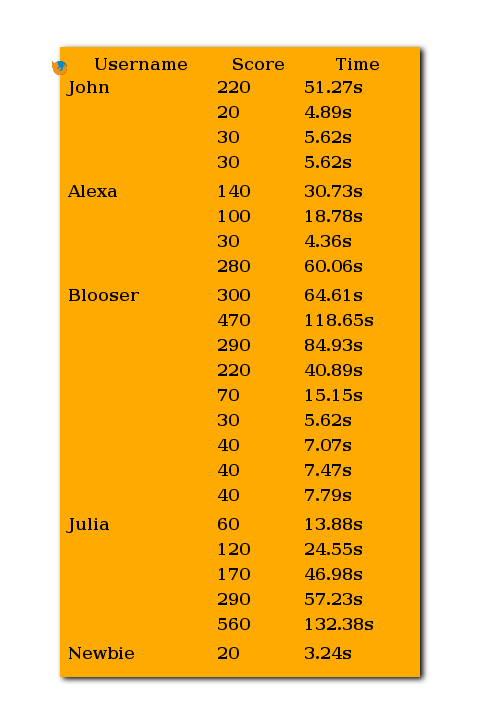 Username Score Time
John 220 51.27s
20 4.89s
30 5.62s
30 5.62s
Alexa 140 30.73s
100 18.78s
30 4.36s
280 60.06s
Blooser 300 64.61s
470 118.65s
290 84.93s
220 40.89s
70 15.15s
30 5.62s
40 7.07s
40 7.47s
40 7.79s
Julia 60 13.88s
120 24.55s
170 46.98s
290 57.23s
560 132.38s
Newbie 20 3.24s